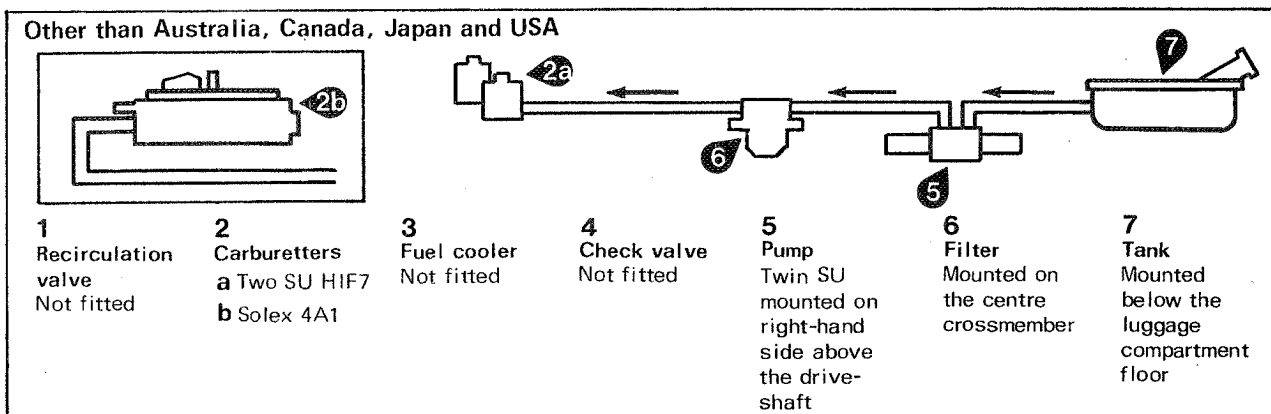 Other than Australia, Canada, Japan and USA
2b
2a
7
6
5
1
Recirculation
valve
Not fitted
2
Carburetters
a Two SU HIF7
b Solex 4A1
3
Fuel cooler
Not fitted
4
Check valve
Not fitted
5
Pump
Twin SU
mounted on
right-hand
side above
the drive-
shaft
6
Filter
Mounted on
the centre
crossmember
7
Tank
Mounted
below the
luggage
compartment
floor